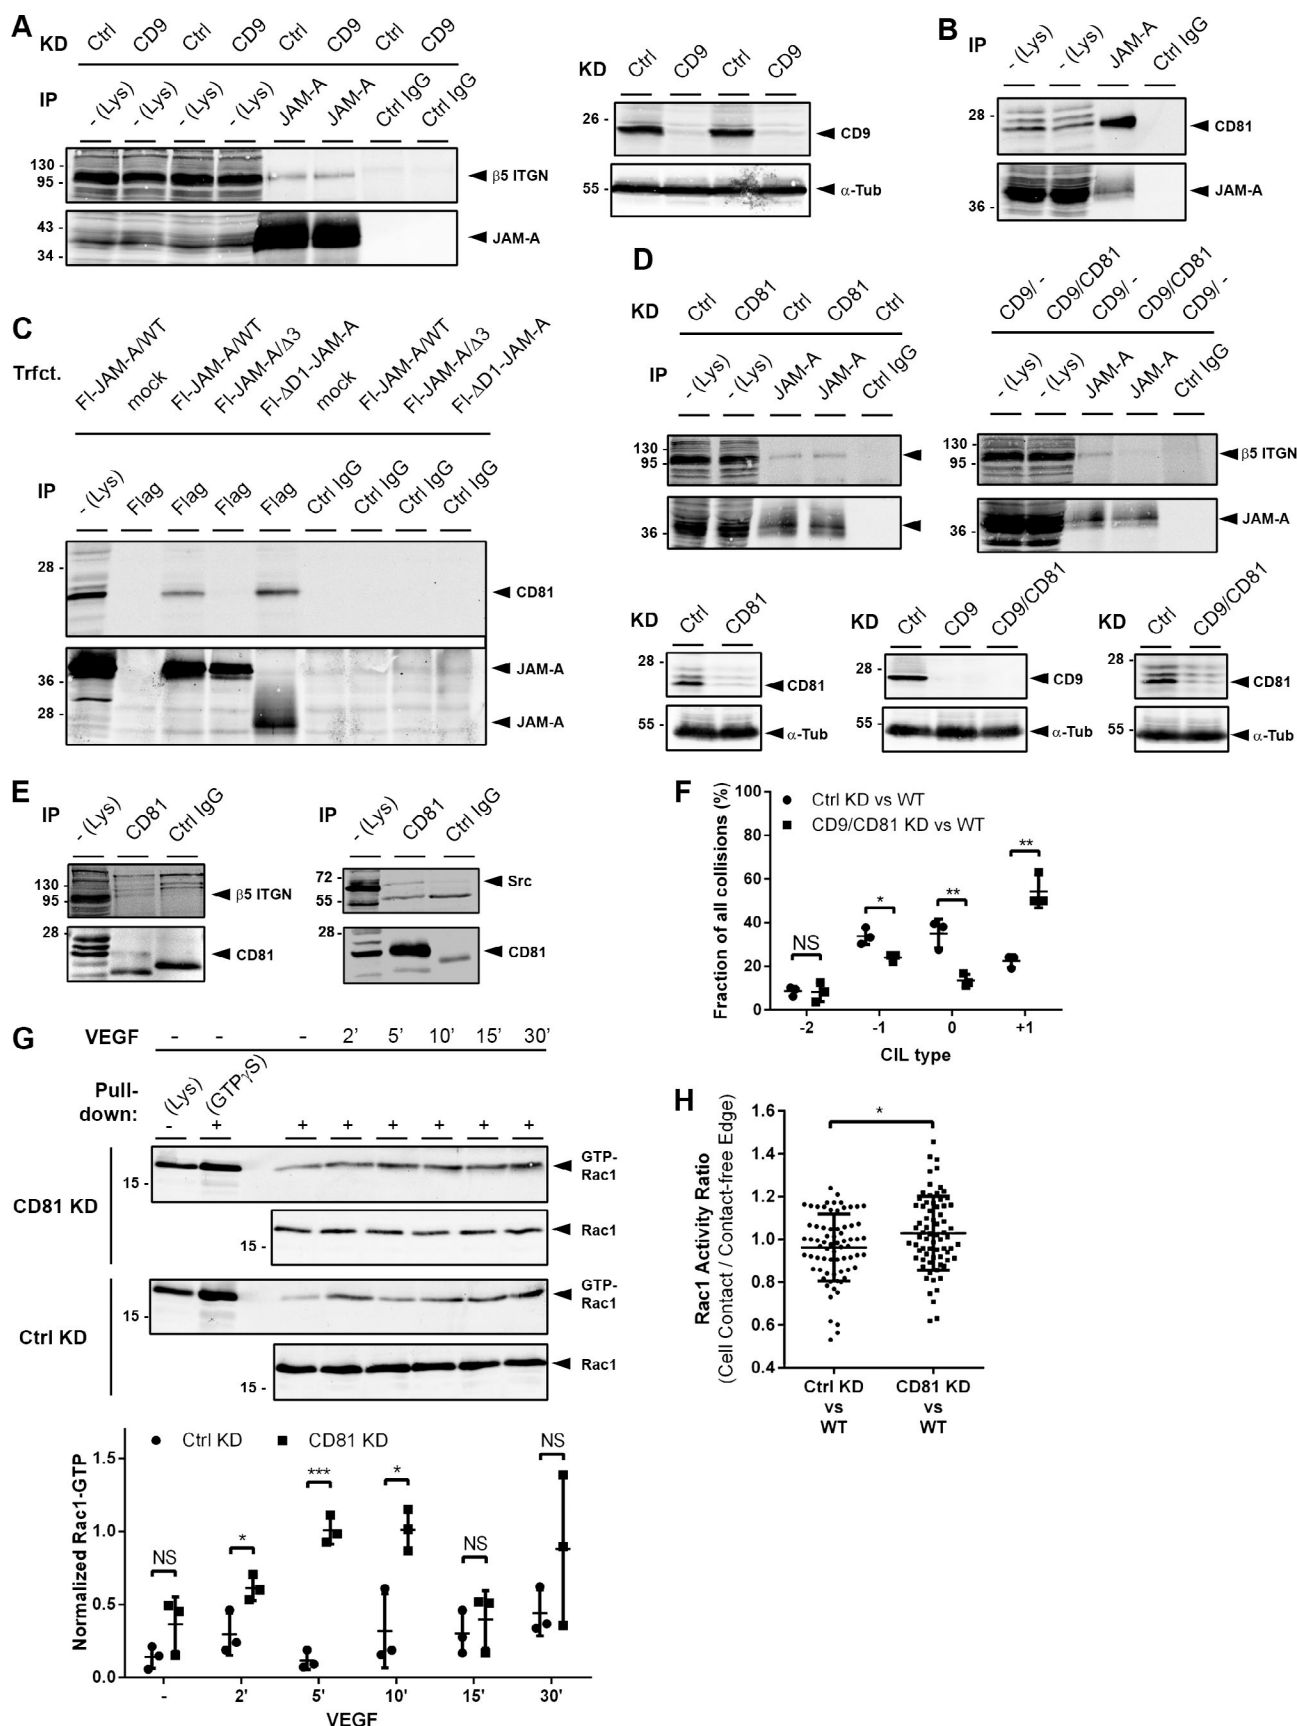 A
KD Ctrl CD9 Ctrl CD9 Ctrl CD9 Ctrl CD9
IP - (Lys) - (Lys) - (Lys) - (Lys) JAM-A JAM-A Ctrl IgG Ctrl IgG
130 -
95 -
β5 ITGN
43 -
34 -
JAM-A
KD Ctrl CD9 Ctrl CD9
26 -
CD9
55 -
α-Tub
B
IP - (Lys) - (Lys) JAM-A Ctrl IgG
28 -
CD81
36 -
JAM-A
C
Trfct. Fl-JAM-A/WT mock Fl-JAM-A/WT Fl-JAM-A/Δ3 Fl-ΔD1-JAM-A mock Fl-JAM-A/WT Fl-JAM-A/Δ3 Fl-ΔD1-JAM-A
IP - (Lys) Flag Flag Flag Flag Ctrl IgG Ctrl IgG Ctrl IgG Ctrl IgG
28 -
CD81
JAM-A
36 -
28 -
JAM-A
D
KD Ctrl CD81 Ctrl CD81 Ctrl
IP - (Lys) - (Lys) JAM-A JAM-A Ctrl IgG
130 -
95 -
36 -
CD9/ - CD9/CD81 CD9/ - CD9/CD81 CD9/ -
- (Lys) - (Lys) JAM-A JAM-A Ctrl IgG
130 -
95 -
β5 ITGN
36 -
JAM-A
KD Ctrl CD81
28 -
CD81
55 -
α-Tub
KD Ctrl CD9 CD9/CD81
28 -
CD9
55 -
α-Tub
KD Ctrl CD9/CD81
28 -
CD81
55 -
α-Tub
E
IP - (Lys) CD81 Ctrl IgG
130 -
95 -
β5 ITGN
28 -
CD81
IP - (Lys) CD81 Ctrl IgG
72 -
55 -
Src
28 -
CD81
F
Fraction of all collisions (%)
100
80
60
40
20
0
Ctrl KD vs WT
CD9/CD81 KD vs WT
NS * ** **
-2 -1 0 +1
CIL type
G
VEGF - - - 2' 5' 10' 15' 30'
Pull-
down:
(Lys) (GTPγS)
- + + + + + + +
CD81 KD
15 -
GTP-
Rac1
15 -
Rac1
Ctrl KD
15 -
GTP-
Rac1
15 -
Rac1
Normalized Rac1-GTP
1.5
1.0
0.5
0.0
Ctrl KD CD81 KD
NS * *** * NS NS
- 2' 5' 10' 15' 30'
VEGF
H
Rac1 Activity Ratio
(Cell Contact / Contact-free Edge)
1.6
1.4
1.2
1.0
0.8
0.6
0.4
*
Ctrl KD
vs
WT
CD81 KD
vs
WT